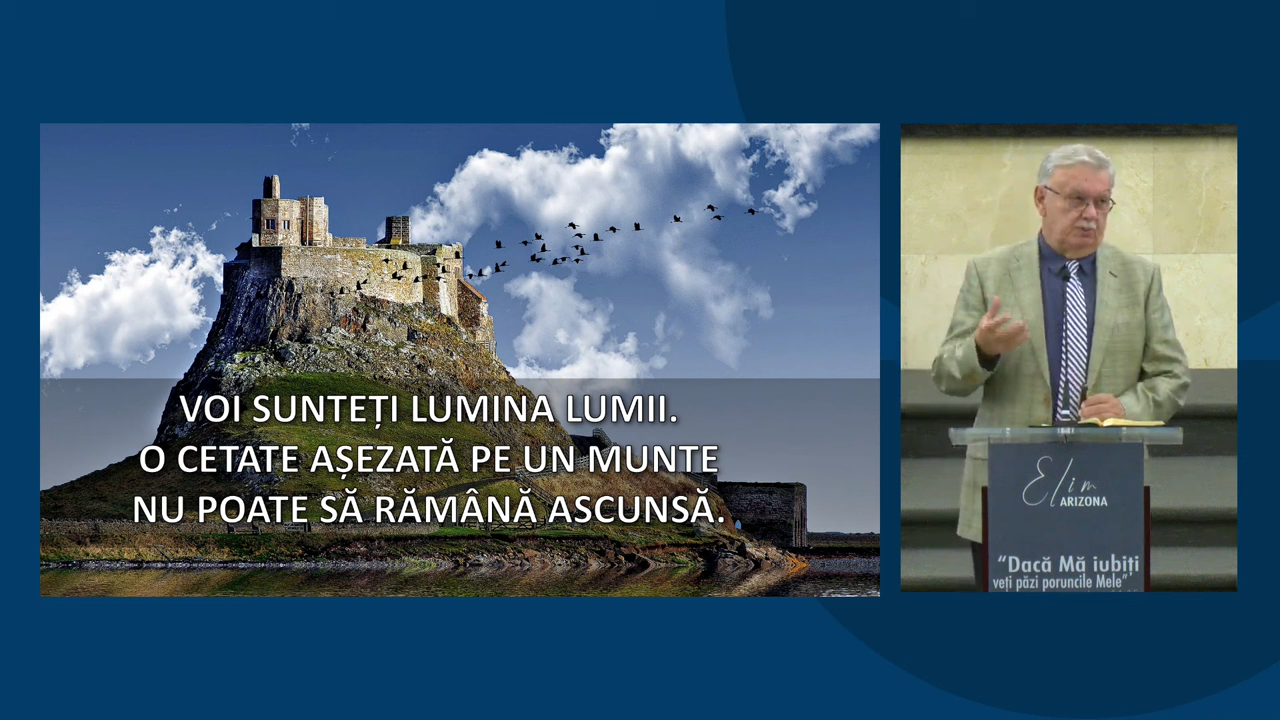 VOI SUNTEȚI LUMINA LUMII.
O CETATE AȘEZATĂ PE UN MUNTE
NU POATE SĂ RĂMÂNĂ ASCUNSĂ.
Elim
ARIZONA
“Dacă Mă iubiți
veți păzi poruncile Mele”